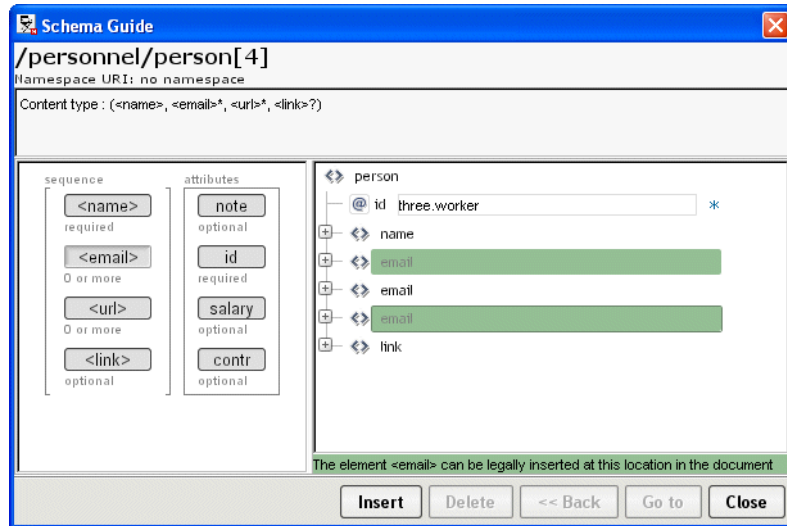 Schema Guide
/personnel/person[4]
Namespace URI: no namespace
Content type : (<name>, <email>*, <url>*, <link>?)
sequence
<name>
required
<email>
0 or more
<url>
0 or more
<link>
optional
attributes
note
optional
id
required
salary
optional
contr
optional
person
@ id three.worker *
name
email
email
email
link
The element <email> can be legally inserted at this location in the document
Insert Delete << Back Go to Close